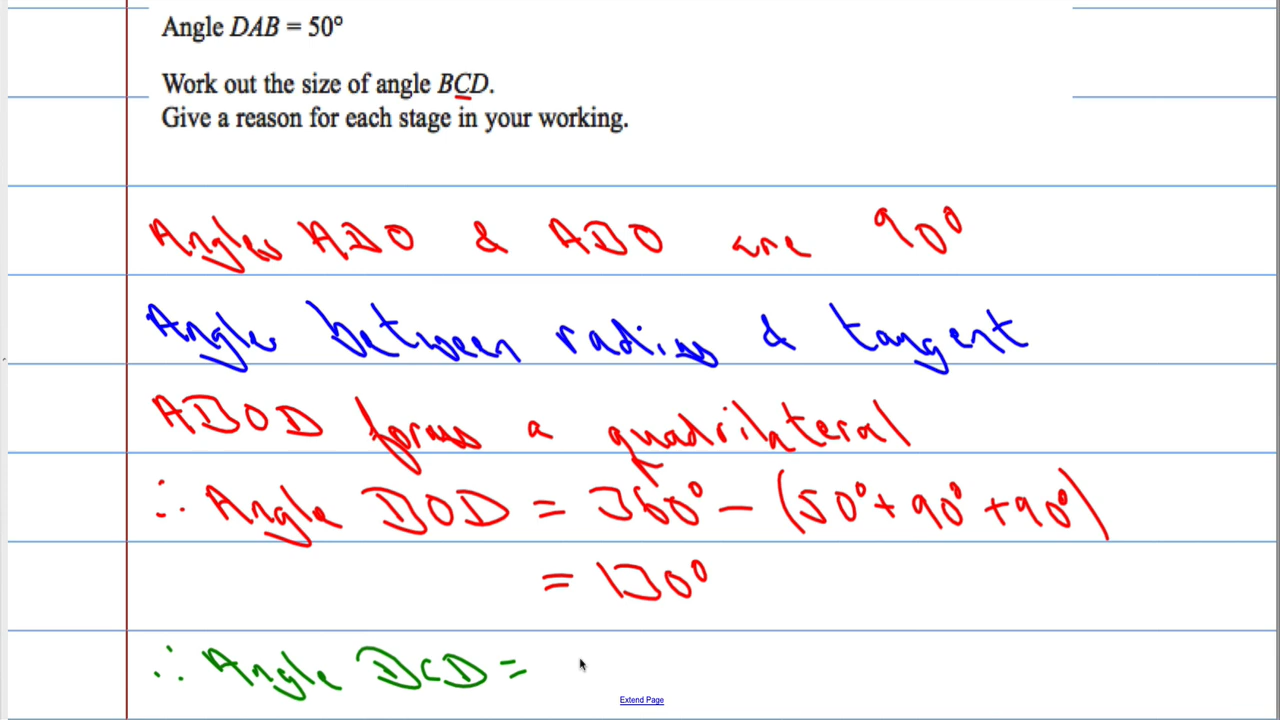 Angle DAB = 50°
Work out the size of angle BCD.
Give a reason for each stage in your working.
Angles ADO & ABO are 90°
Angles between radius & tangent
ABOD forms a quadrilateral
∴ Angle BOD = 360° - (50° + 90° + 90°)
= 130°
∴ Angle BCD =
Extend Page